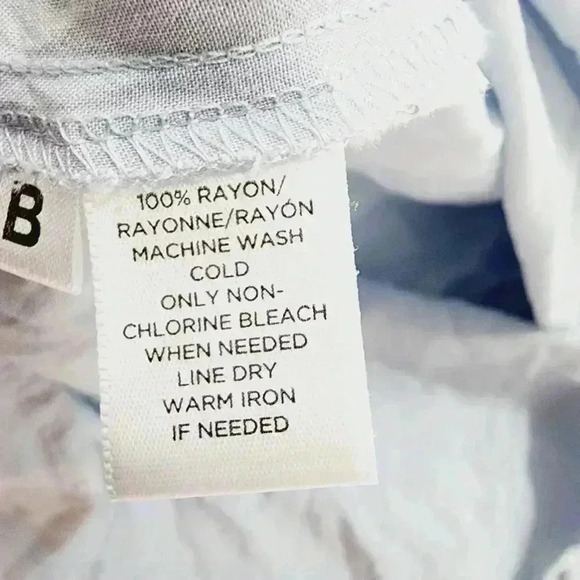 B
100% RAYON/
RAYONNE/RAYÓN
MACHINE WASH
COLD
ONLY NON-
CHLORINE BLEACH
WHEN NEEDED
LINE DRY
WARM IRON
IF NEEDED